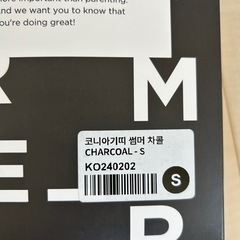 more important than parenting.
And we want you to know that
you're doing great!
R
M
E
코니아기띠 썸머 차콜
CHARCOAL - S
KO240202
S